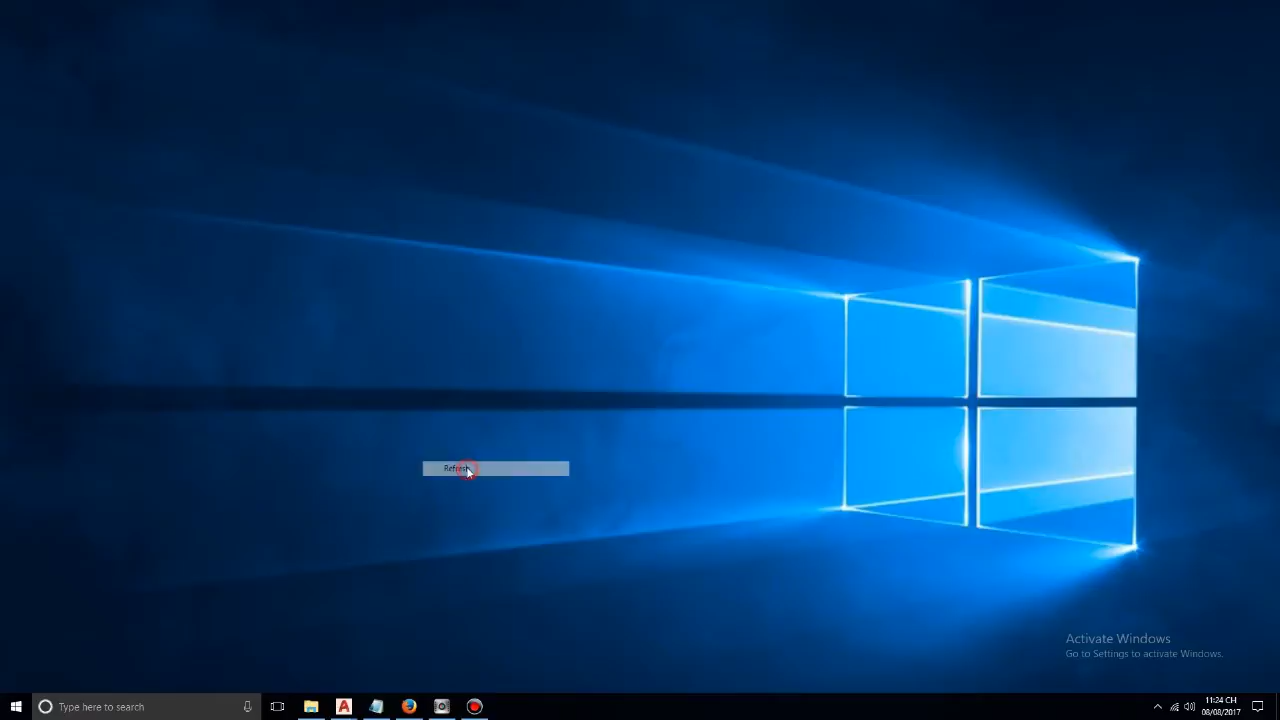 Refresh
Activate Windows
Go to Settings to activate Windows.
Type here to search
11:24 CH
08/08/2017